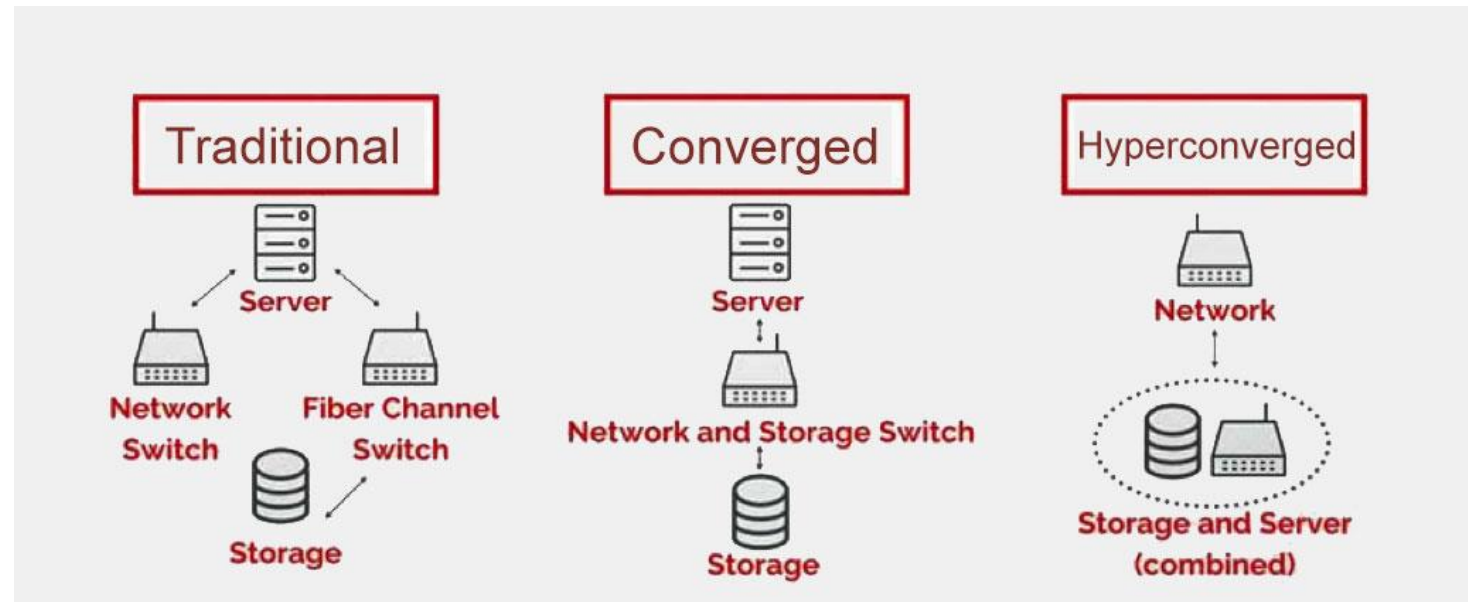 Traditional
Server
Network
Switch
Fiber Channel
Switch
Storage
Converged
Server
Network and Storage Switch
Storage
Hyperconverged
Network
Storage and Server
(combined)